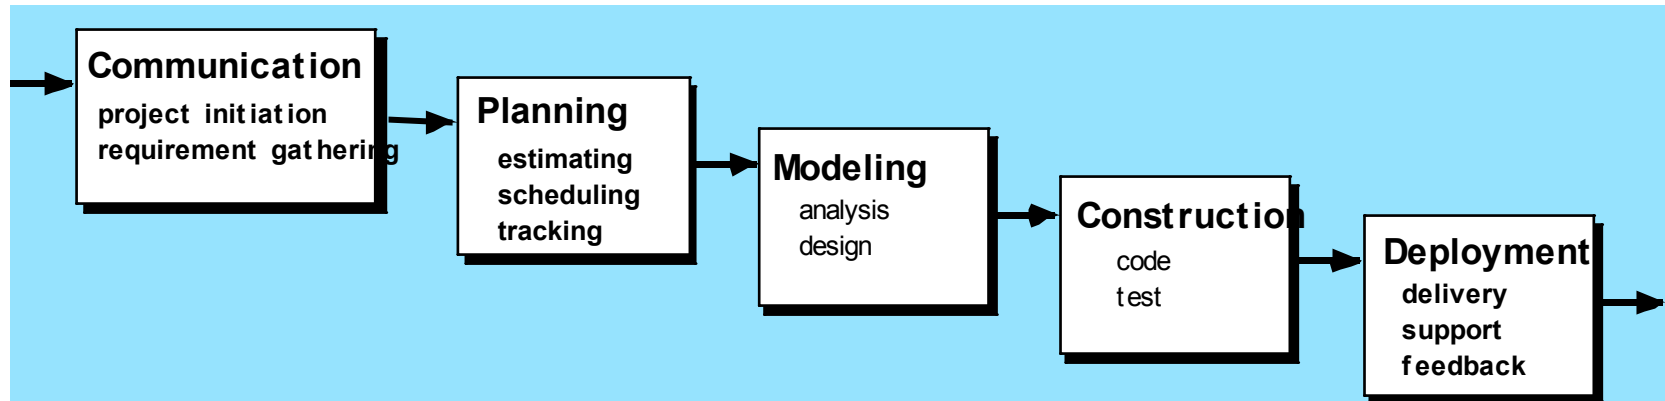 Communication
project initiation
requirement gathering
Planning
estimating
scheduling
tracking
Modeling
analysis
design
Construction
code
test
Deployment
delivery
support
feedback